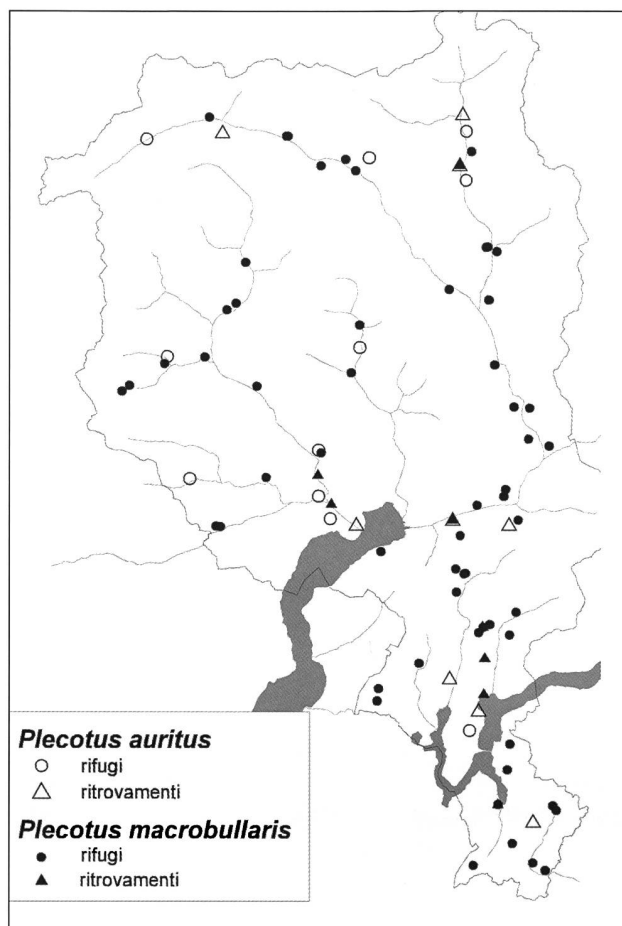 Plecotus auritus
rifugi
ritrovamenti
Plecotus macrobullaris
rifugi
ritrovamenti